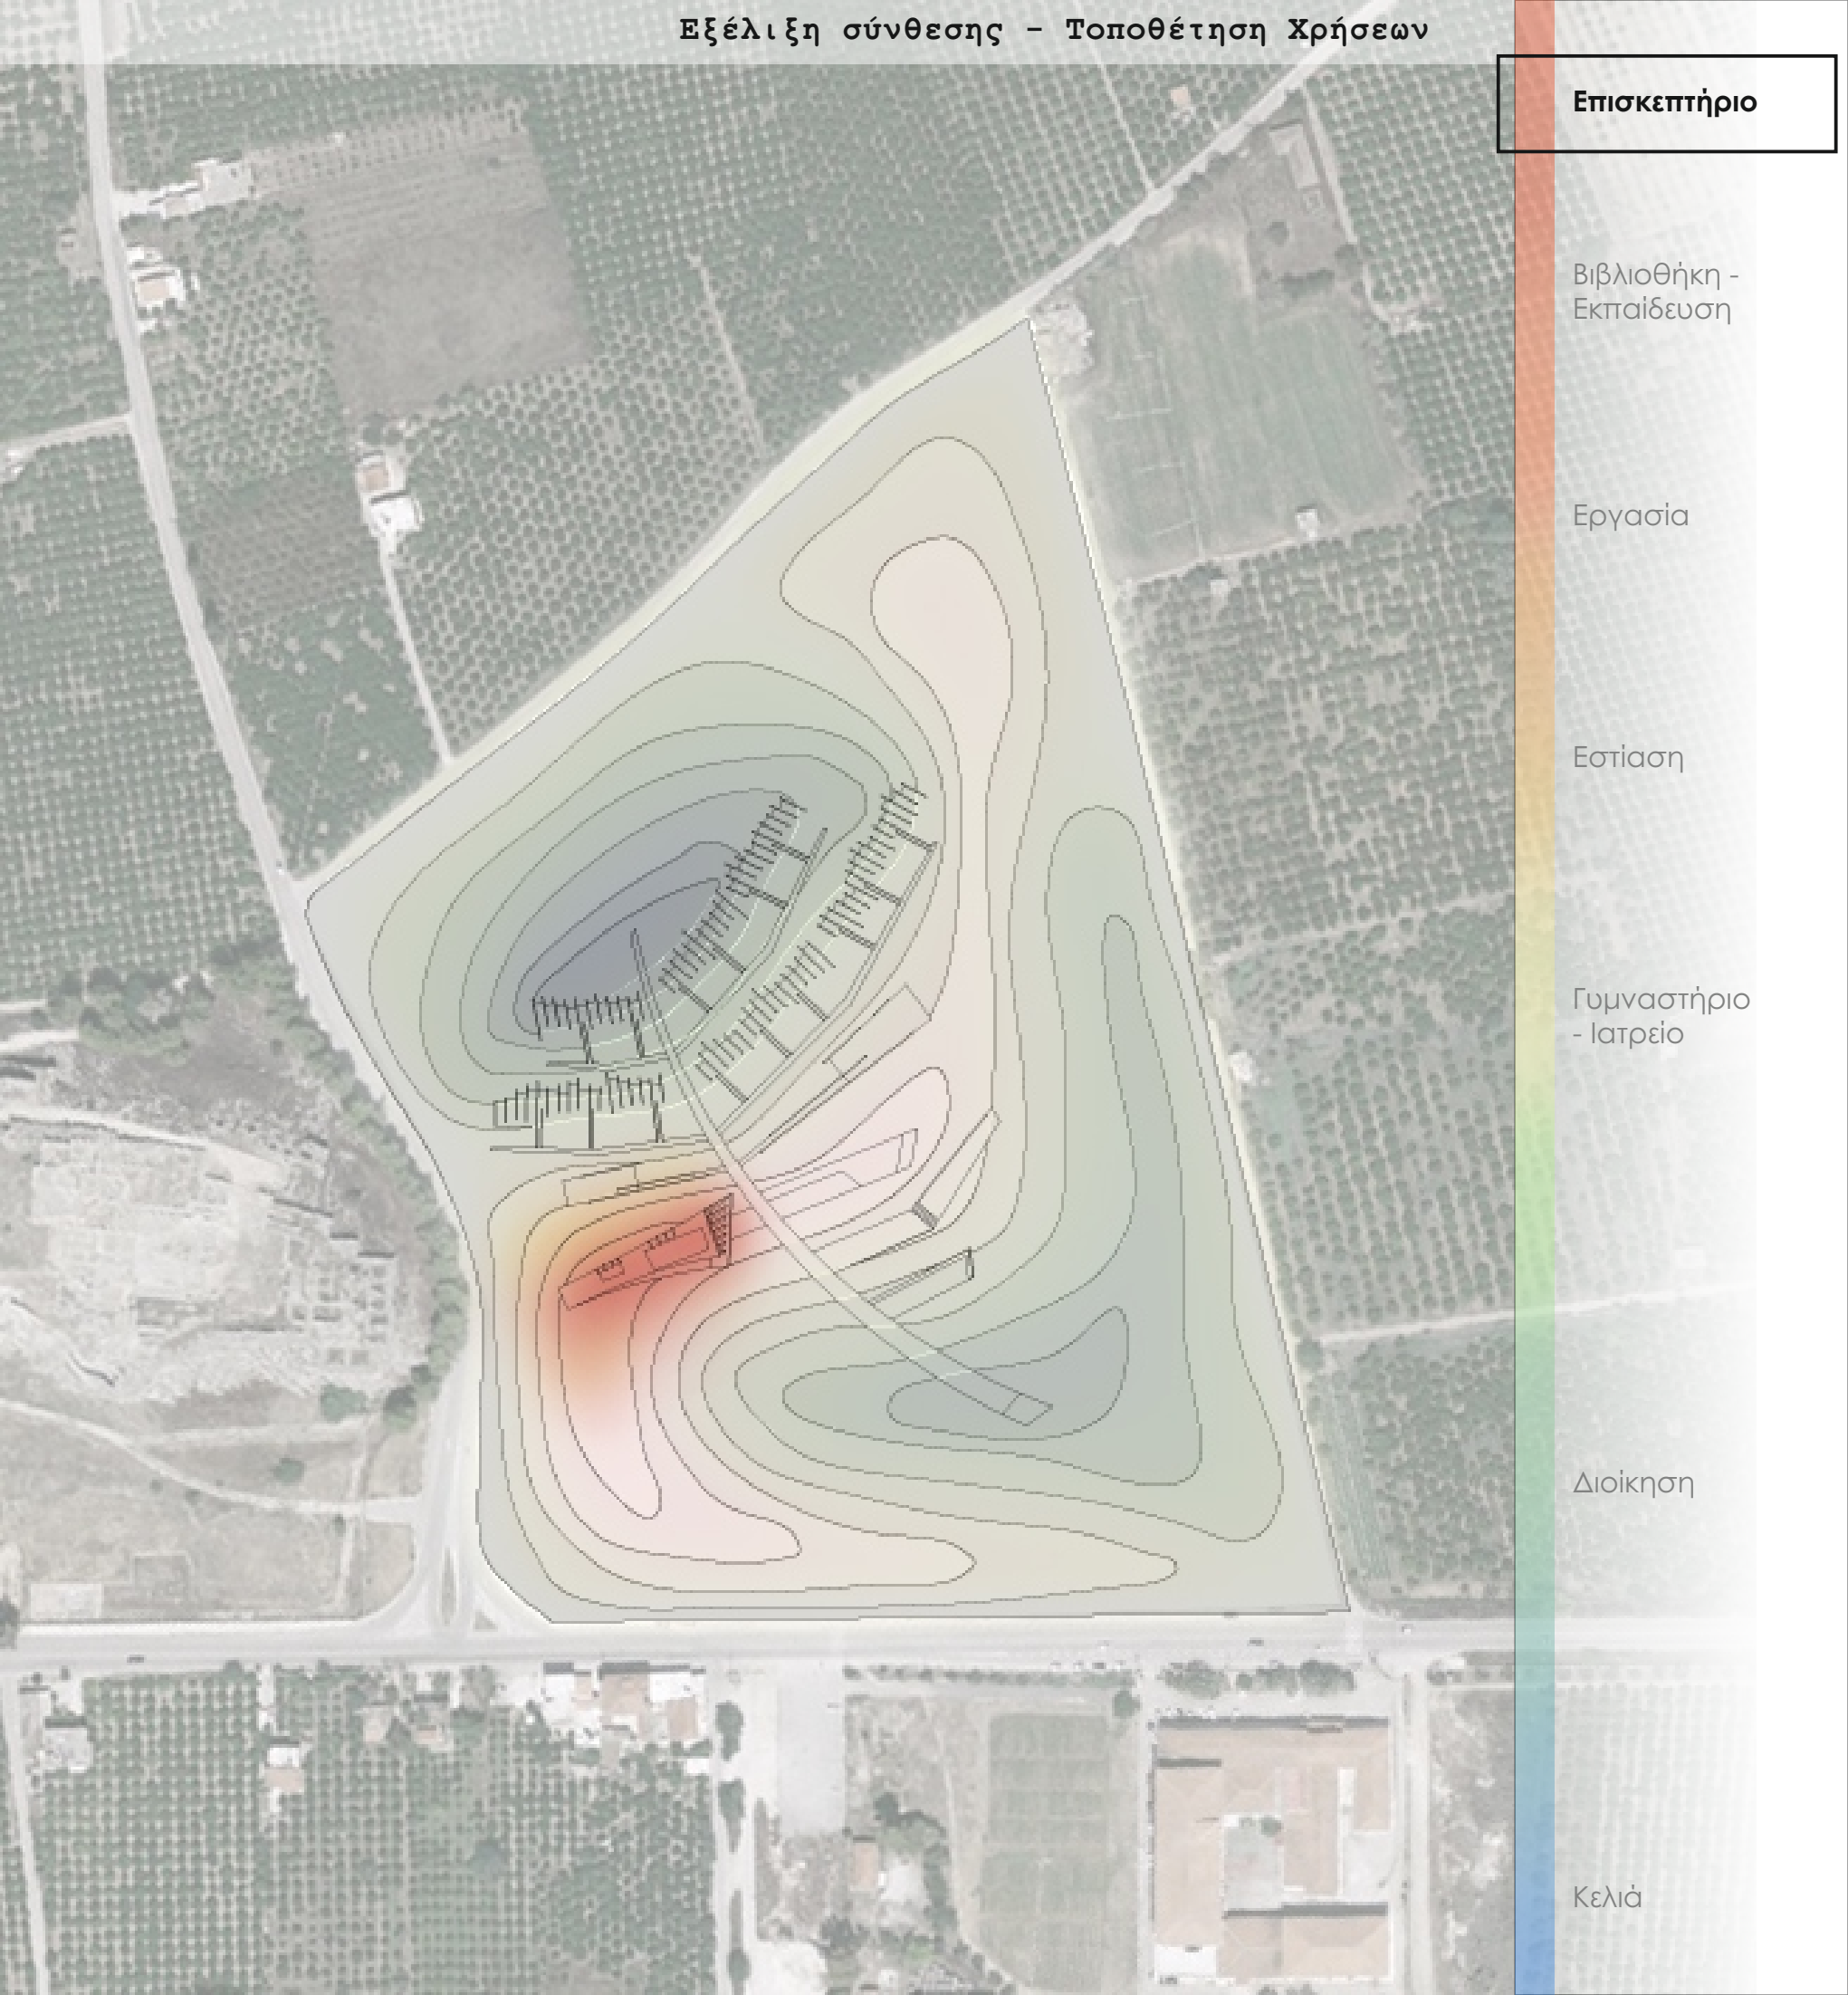 Εξέλιξη σύνθεσης - Τοποθέτηση Χρήσεων
Επισκεπτήριο
Βιβλιοθήκη -
Εκπαίδευση
Εργασία
Εστίαση
Γυμναστήριο
- Ιατρείο
Διοίκηση
Κελιά